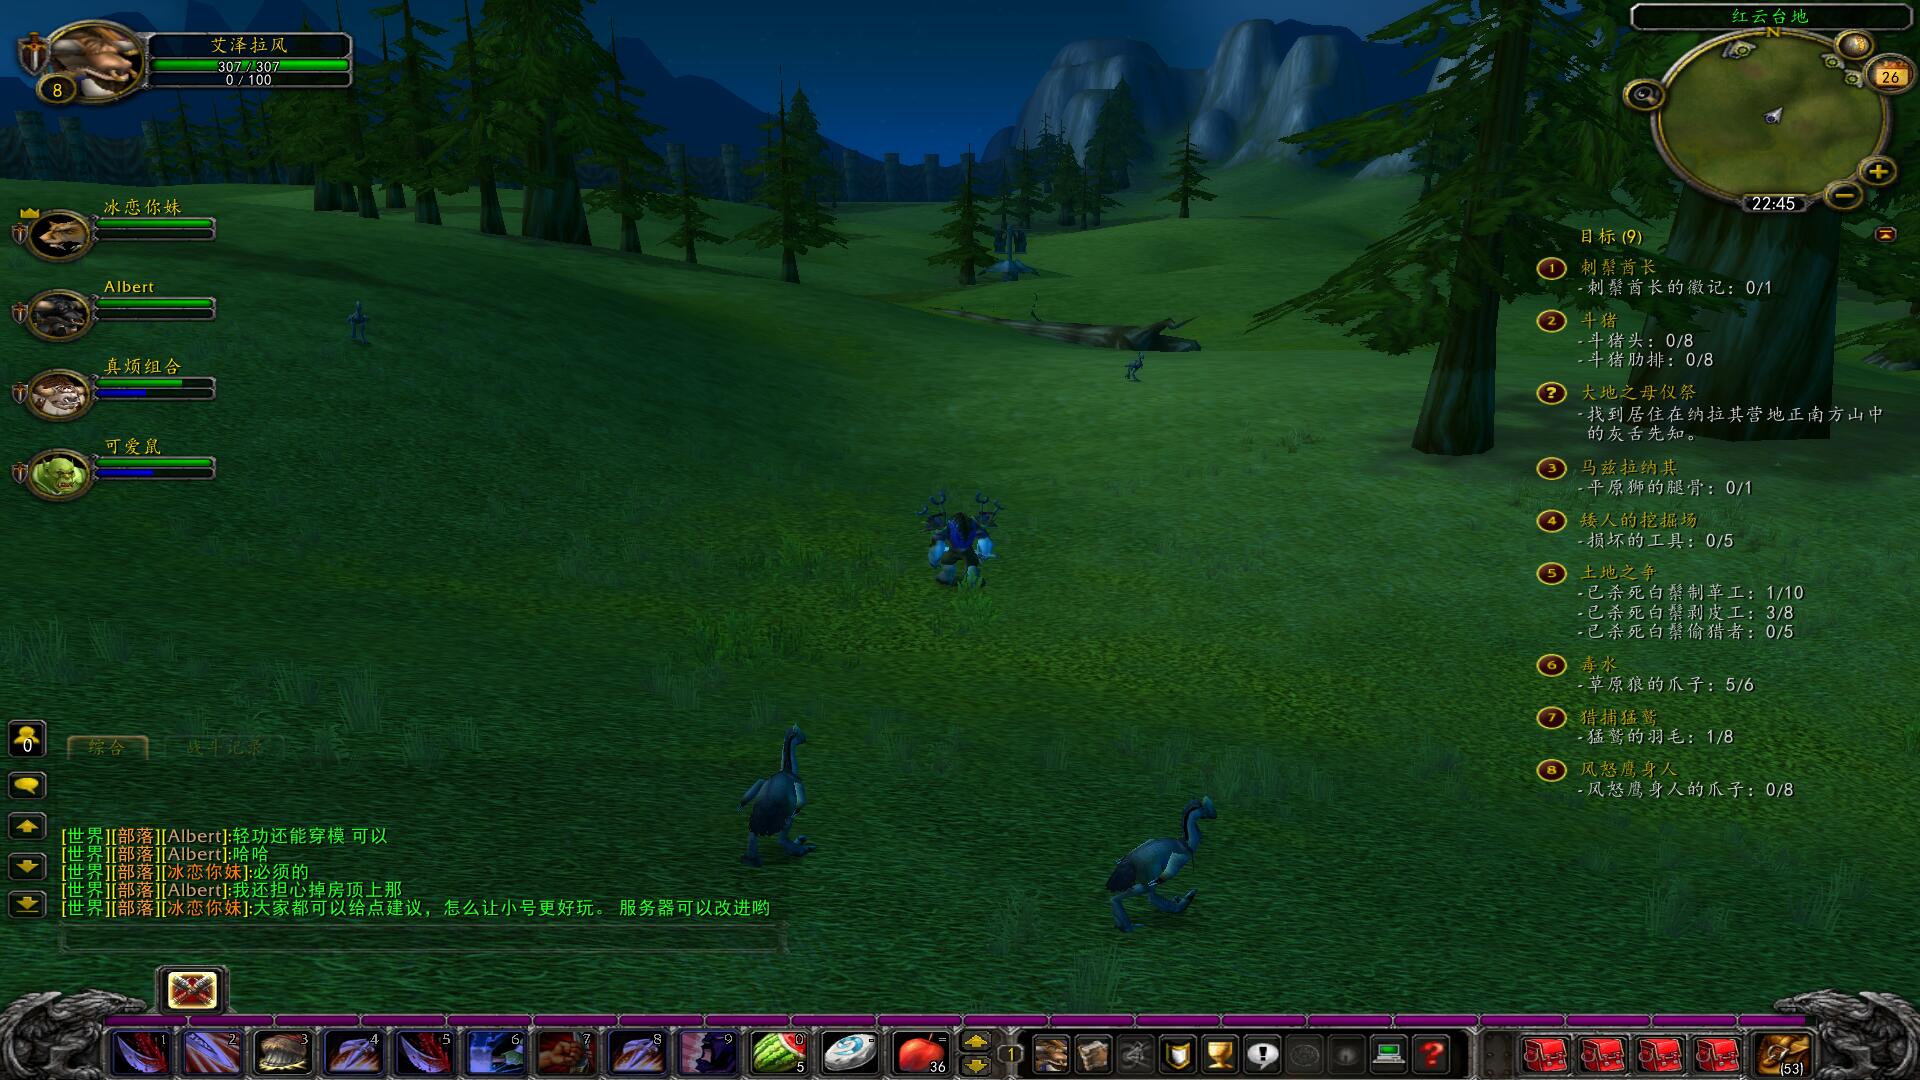 艾泽拉风
307 / 307
0 / 100
8
冰恋你妹
Albert
真烦组合
可爱鼠
红云台地
N
26
22:45
目标 (9)
1 刺鬃酋长
-刺鬃酋长的徽记: 0/1
2 斗猪
-斗猪头: 0/8
-斗猪肋排: 0/8
? 大地之母仪祭
-找到居住在纳拉其营地正南方山中
的灰舌先知。
3 马兹拉纳其
-平原狮的腿骨: 0/1
4 矮人的挖掘场
-损坏的工具: 0/5
5 土地之争
-已杀死白鬃制革工: 1/10
-已杀死白鬃剥皮工: 3/8
-已杀死白鬃偷猎者: 0/5
6 毒水
-草原狼的爪子: 5/6
7 猎捕猛鹫
-猛鹫的羽毛: 1/8
8 风怒鹰身人
-风怒鹰身人的爪子: 0/8
0
综合 战斗记录
[世界][部落][Albert]:轻功还能穿模 可以
[世界][部落][Albert]:哈哈
[世界][部落][冰恋你妹]:必须的
[世界][部落][Albert]:我还担心掉房顶上那
[世界][部落][冰恋你妹]:大家都可以给点建议，怎么让小号更好玩。 服务器可以改进哟
1 2 3 4 5 6 7 8 9 0 - =
5 36 1 ! ? (53)